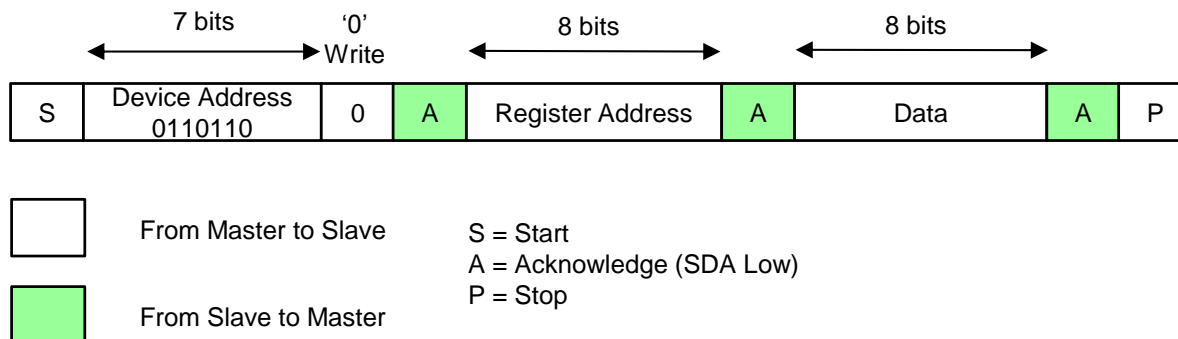 7 bits
‘0’
Write
8 bits
8 bits
S
Device Address
0110110
0
A
Register Address
A
Data
A
P
From Master to Slave
From Slave to Master
S = Start
A = Acknowledge (SDA Low)
P = Stop